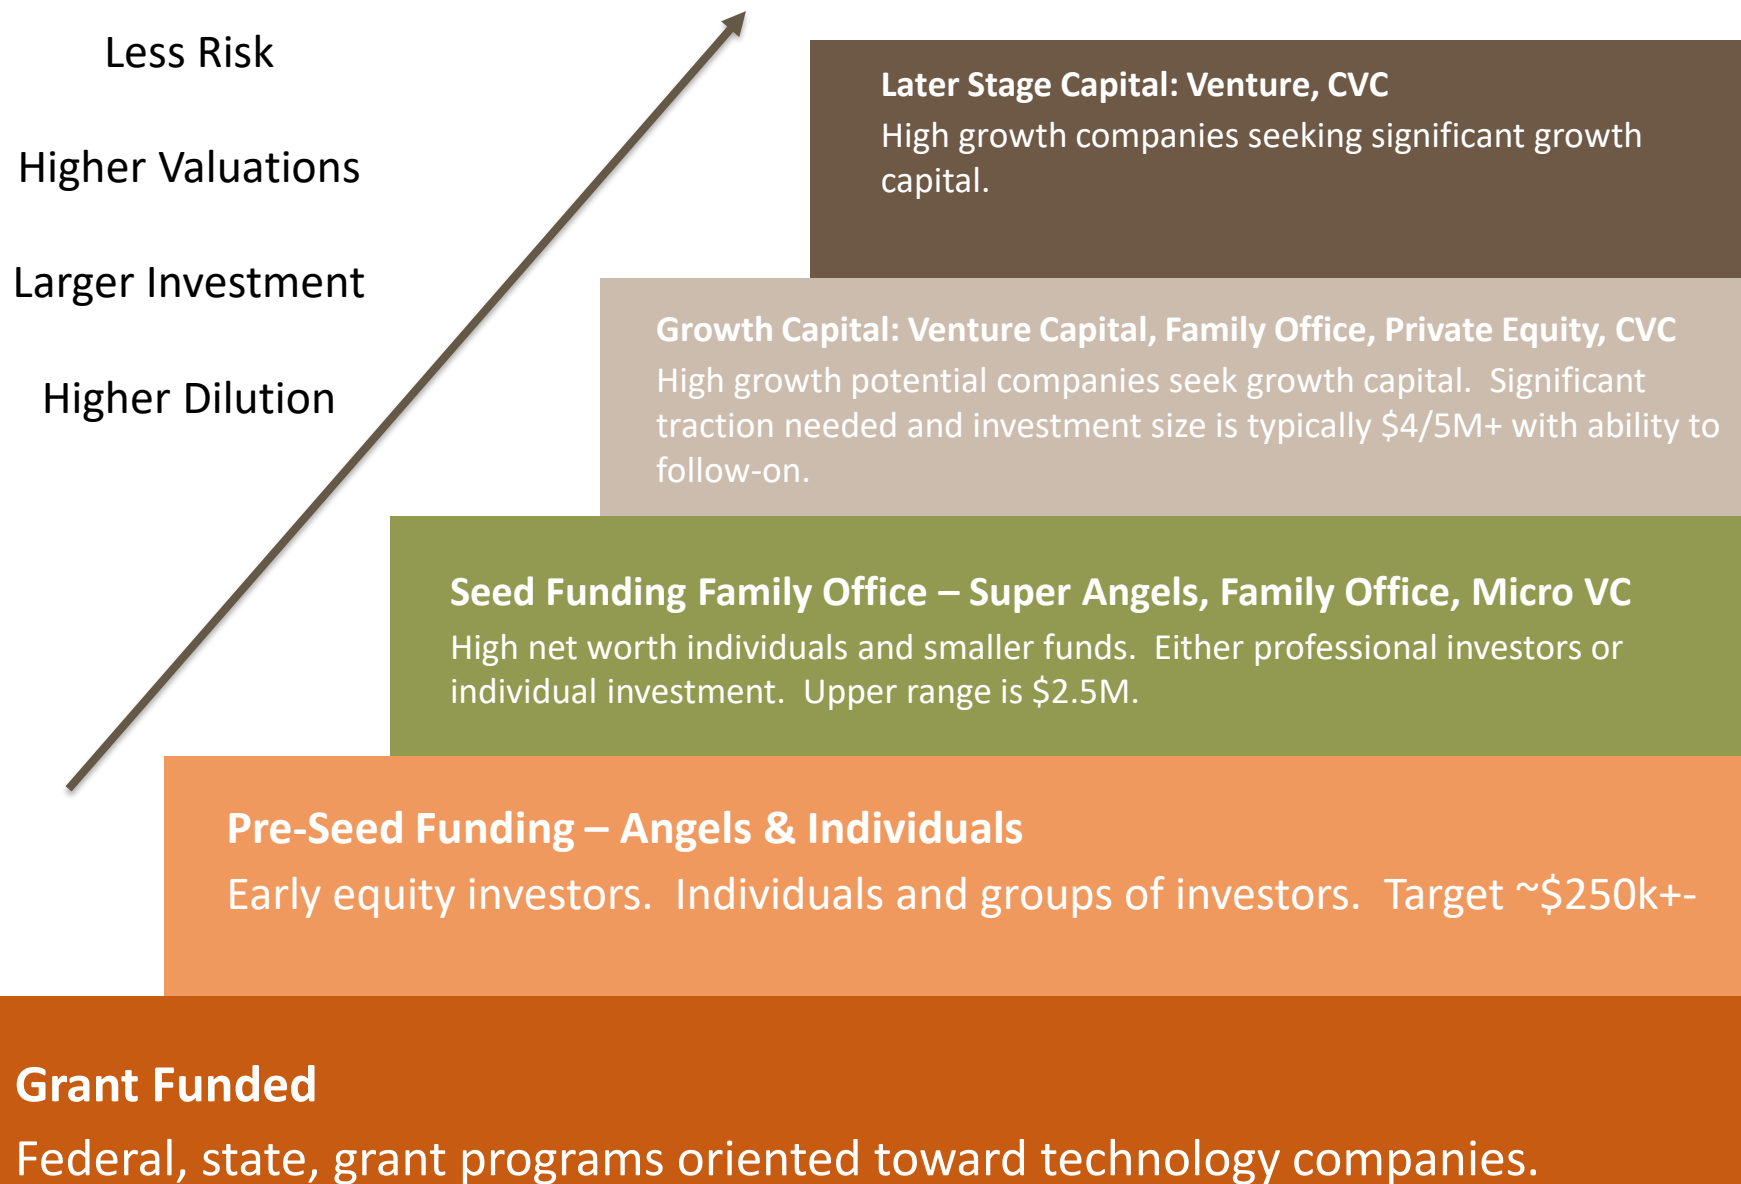 Less Risk
Higher Valuations
Larger Investment
Higher Dilution
Later Stage Capital: Venture, CVC
High growth companies seeking significant growth
capital.
Growth Capital: Venture Capital, Family Office, Private Equity, CVC
High growth potential companies seek growth capital.  Significant
traction needed and investment size is typically $4/5M+ with ability to
follow-on.
Seed Funding Family Office – Super Angels, Family Office, Micro VC
High net worth individuals and smaller funds.  Either professional investors or
individual investment.  Upper range is $2.5M.
Pre-Seed Funding – Angels & Individuals
Early equity investors.  Individuals and groups of investors.  Target ~$250k+-
Grant Funded
Federal, state, grant programs oriented toward technology companies.